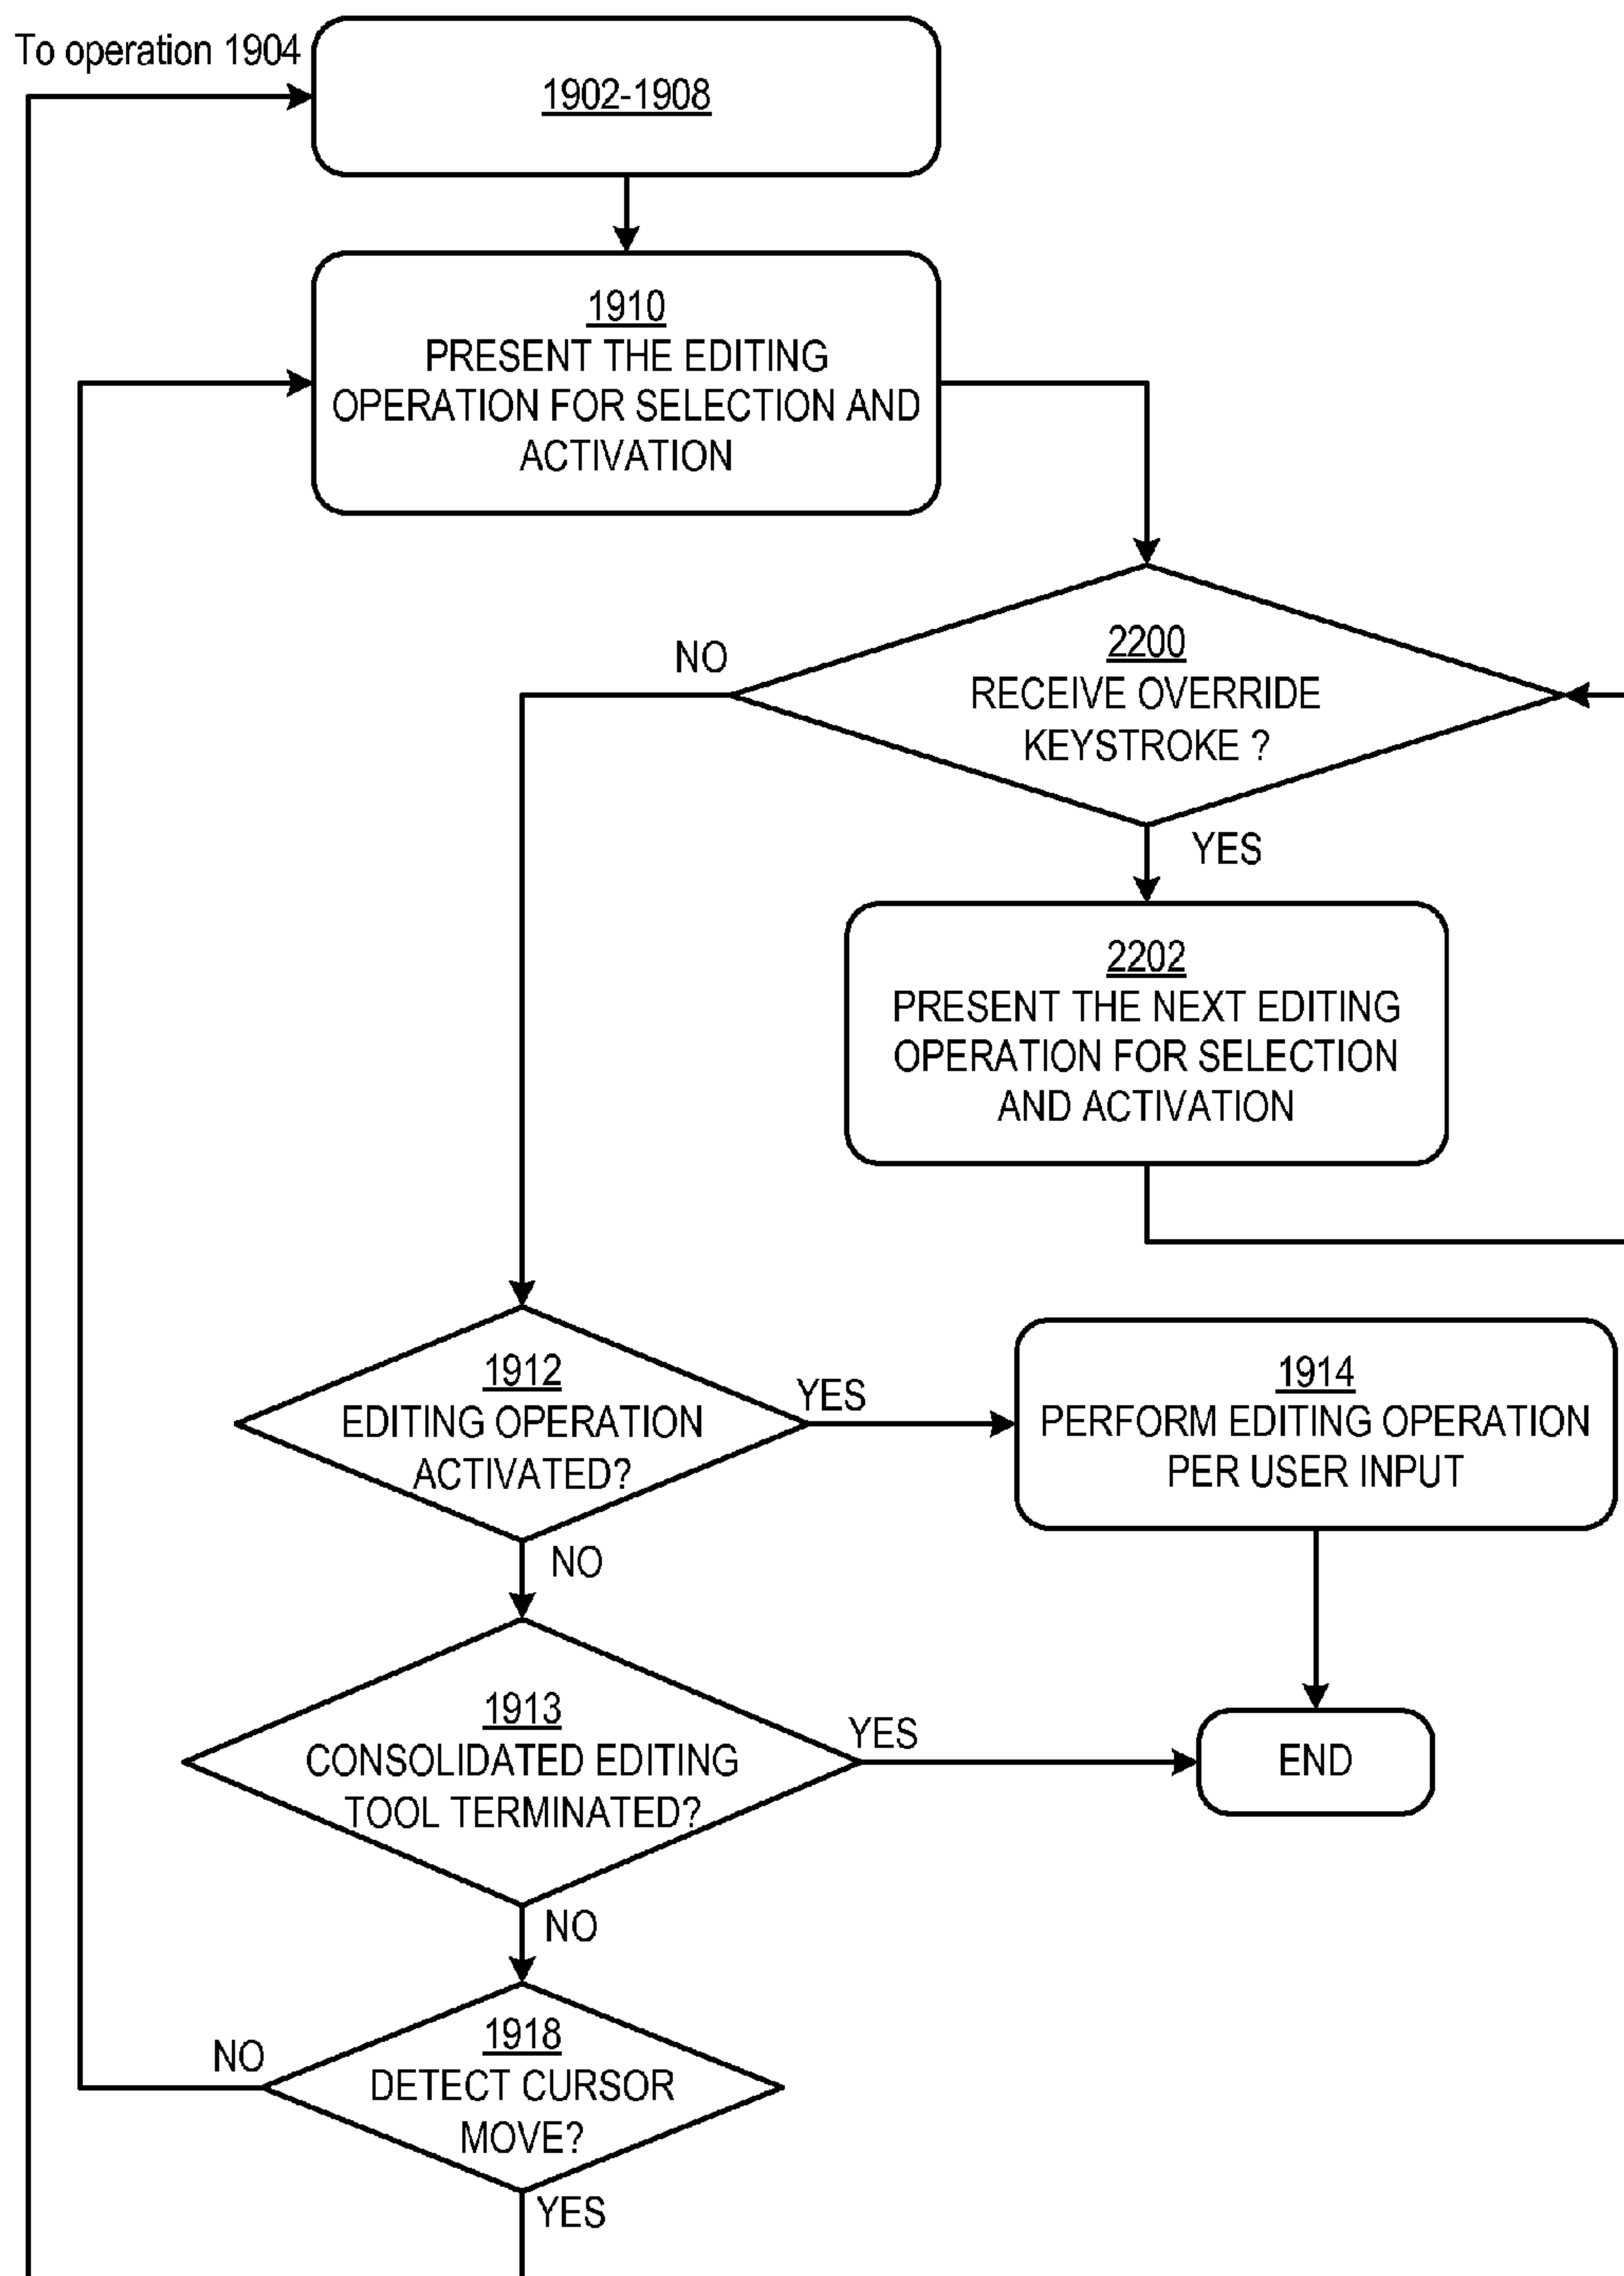 To operation 1904
1902-1908
1910
PRESENT THE EDITING
OPERATION FOR SELECTION AND
ACTIVATION
2200
RECEIVE OVERRIDE
KEYSTROKE ?
NO
YES
2202
PRESENT THE NEXT EDITING
OPERATION FOR SELECTION
AND ACTIVATION
1912
EDITING OPERATION
ACTIVATED?
YES
1914
PERFORM EDITING OPERATION
PER USER INPUT
NO
1913
CONSOLIDATED EDITING
TOOL TERMINATED?
YES
END
NO
1918
DETECT CURSOR
MOVE?
NO
YES